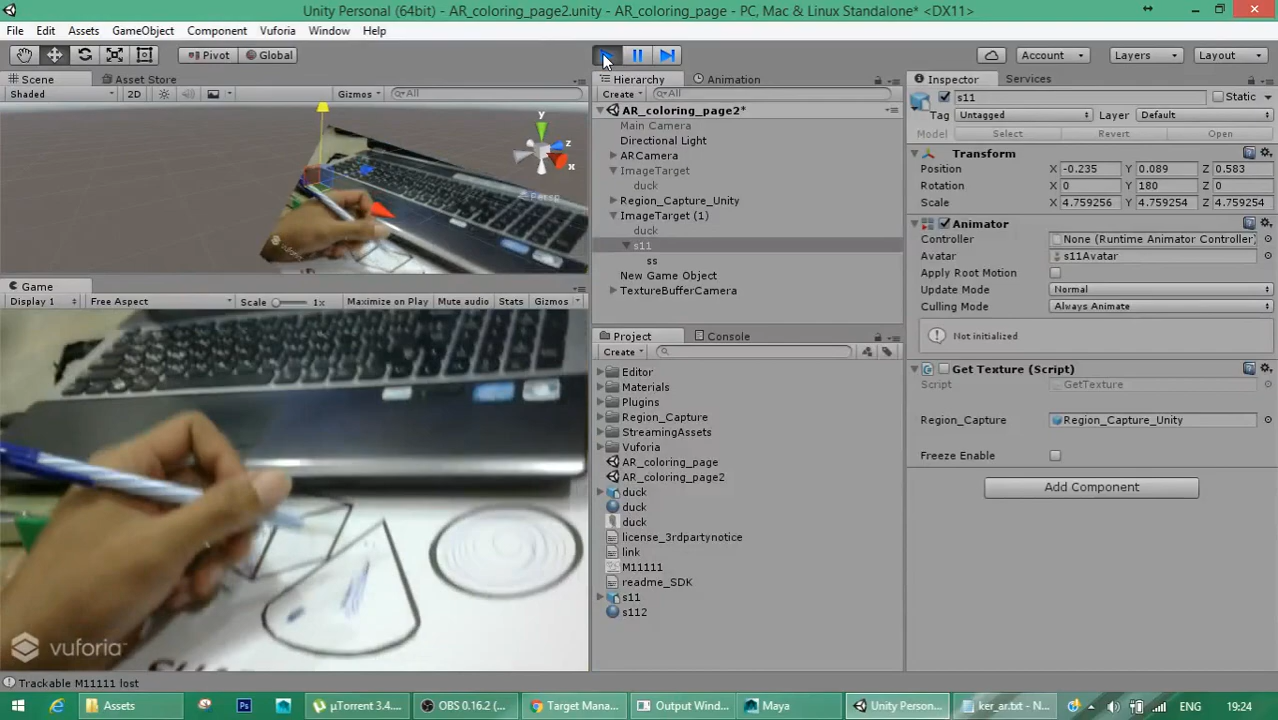 Unity Personal (64bit) - AR_coloring_page2.unity - AR_coloring_page - PC, Mac & Linux Standalone* <DX11>
File Edit Assets GameObject Component Vuforia Window Help
Pivot Global Account Layers Layout
Scene Asset Store
Shaded 2D Gizmos All
y
z
x
Persp
Hierarchy Animation
Create All
AR_coloring_page2*
Main Camera
Directional Light
ARCamera
ImageTarget
duck
Region_Capture_Unity
ImageTarget (1)
duck
s11
ss
New Game Object
TextureBufferCamera
Inspector Services
s11 Static
Tag Untagged Layer Default
Model Select Revert Open
Transform
Position X -0.235 Y 0.089 Z 0.583
Rotation X 0 Y 180 Z 0
Scale X 4.759256 Y 4.759254 Z 4.759254
Animator
Controller None (Runtime Animator Controller)
Avatar s11Avatar
Apply Root Motion
Update Mode Normal
Culling Mode Always Animate
Not initialized
Get Texture (Script)
Script GetTexture
Region_Capture Region_Capture_Unity
Freeze Enable
Add Component
Game
Display 1 Free Aspect Scale 1x Maximize on Play Mute audio Stats Gizmos
vuforia™
Project Console
Create
Editor
Materials
Plugins
Region_Capture
StreamingAssets
Vuforia
AR_coloring_page
AR_coloring_page2
duck
duck
duck
license_3rdpartynotice
link
M11111
readme_SDK
s11
s112
Trackable M11111 lost
Assets Ps µTorrent 3.4.... OBS 0.16.2 (... Target Mana... Output Wind... Maya Unity Person... ker_ar.txt - N... ENG 19:24